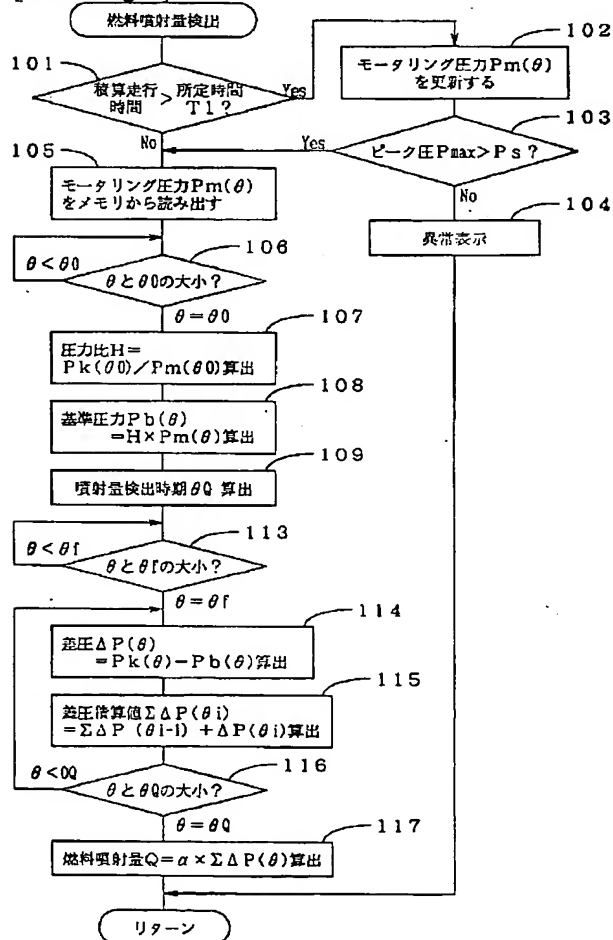 燃料噴射量検出
101
積算走行
時間
>
所定時間
T1?
Yes
No
102
モータリング圧力Pm(θ)
を更新する
103
ピーク圧Pmax>Ps?
Yes
No
104
異常表示
105
モータリング圧力Pm(θ)
をメモリから読み出す
106
θ<θ0
θとθ0の大小?
θ=θ0
107
圧力比H=
Pk(θ0)/Pm(θ0)算出
108
基準圧力Pb(θ)
=H×Pm(θ)算出
109
噴射量検出時期θQ 算出
113
θ<θf
θとθfの大小?
θ=θf
114
差圧ΔP(θ)
=Pk(θ)-Pb(θ)算出
115
差圧積算値ΣΔP(θi)
=ΣΔP(θi-1)+ΔP(θi)算出
116
θ<θQ
θとθQの大小?
θ=θQ
117
燃料噴射量Q=α×ΣΔP(θ)算出
リターン